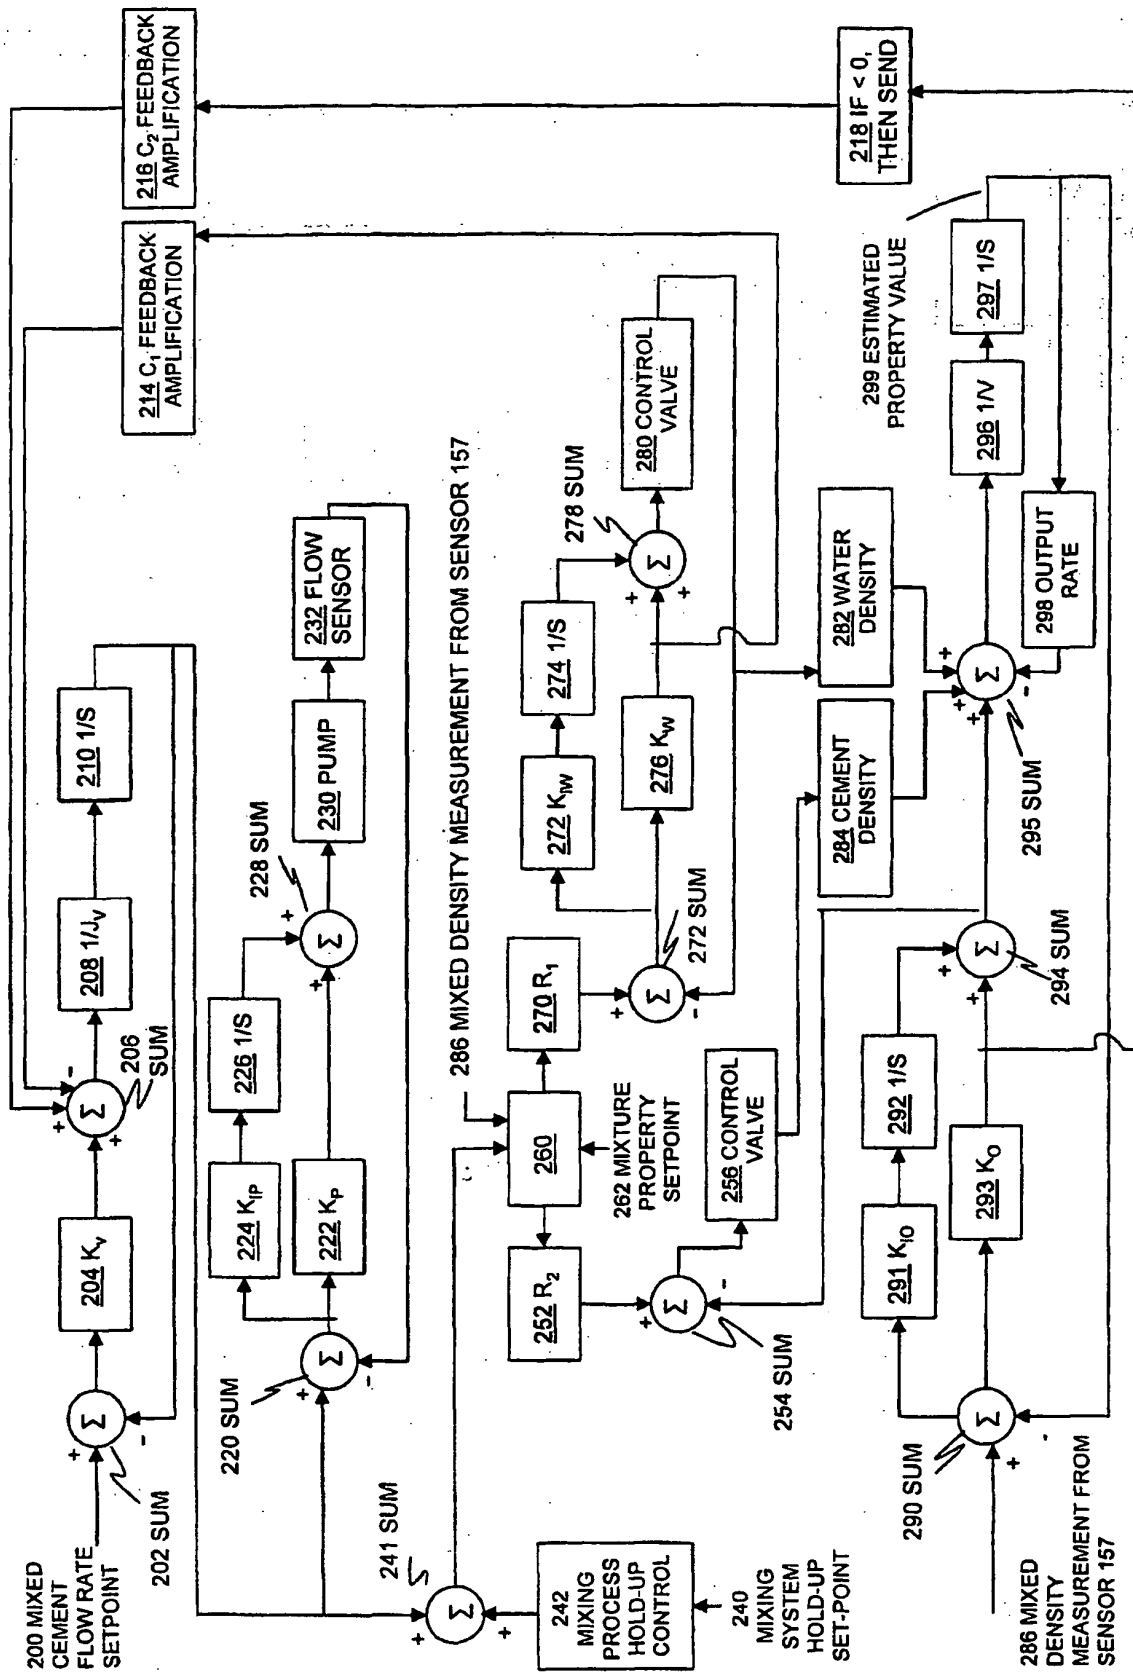 200 MIXED
CEMENT
FLOW RATE
SETPOINT
202 SUM
+
-
Σ
204 Kv
+
+
-
Σ
206
SUM
208 1/Jv
210 1/S
214 C1 FEEDBACK
AMPLIFICATION
216 C2 FEEDBACK
AMPLIFICATION
218 IF < 0,
THEN SEND
220 SUM
+
-
Σ
224 KIP
226 1/S
222 KP
228 SUM
+
+
Σ
230 PUMP
232 FLOW
SENSOR
241 SUM
+
+
Σ
242
MIXING
PROCESS
HOLD-UP
CONTROL
240
MIXING
SYSTEM
HOLD-UP
SET-POINT
286 MIXED DENSITY MEASUREMENT FROM SENSOR 157
252 R2
260
270 R1
262 MIXTURE
PROPERTY
SETPOINT
254 SUM
+
-
Σ
256 CONTROL
VALVE
272 SUM
+
-
Σ
272 KIW
274 1/S
276 KW
278 SUM
+
+
Σ
280 CONTROL
VALVE
284 CEMENT
DENSITY
282 WATER
DENSITY
286 MIXED
DENSITY
MEASUREMENT FROM
SENSOR 157
290 SUM
+
-
Σ
291 KIO
292 1/S
293 KO
294 SUM
+
+
Σ
295 SUM
+
+
+
-
Σ
296 1/V
297 1/S
298 OUTPUT
RATE
299 ESTIMATED
PROPERTY VALUE